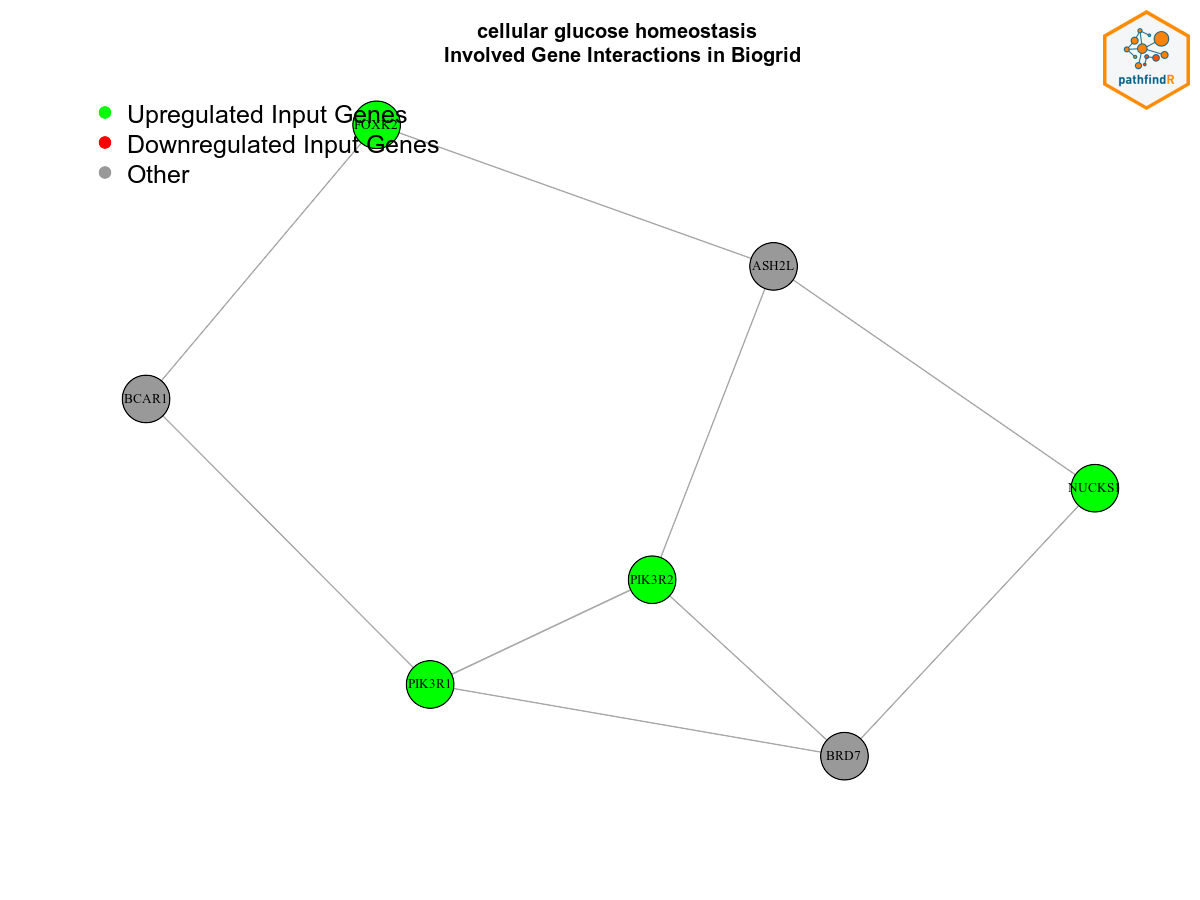 cellular glucose homeostasis
Involved Gene Interactions in Biogrid
pathfindR
Upregulated Input Genes
FOXK2
Downregulated Input Genes
Other
ASH2L
BCAR1
NUCKS1
PIK3R2
PIK3R1
BRD7